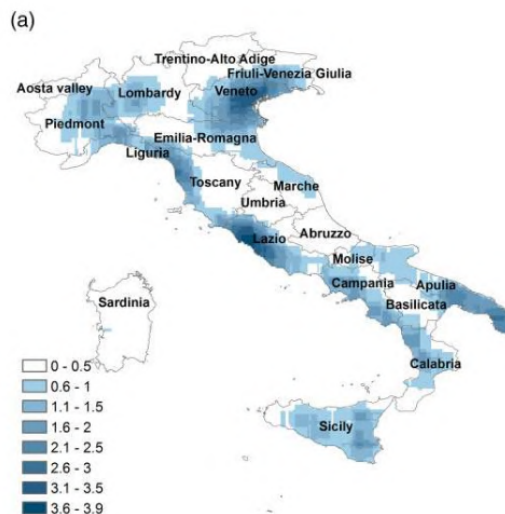 (a)
Trentino-Alto Adige
Friuli-Venezia Giulia
Aosta valley
Lombardy
Veneto
Piedmont
Emilia-Romagna
Liguria
Toscany
Marche
Umbria
Abruzzo
Lazio
Molise
Campania
Apulia
Basilicata
Sardinia
Calabria
Sicily
0 - 0.5
0.6 - 1
1.1 - 1.5
1.6 - 2
2.1 - 2.5
2.6 - 3
3.1 - 3.5
3.6 - 3.9